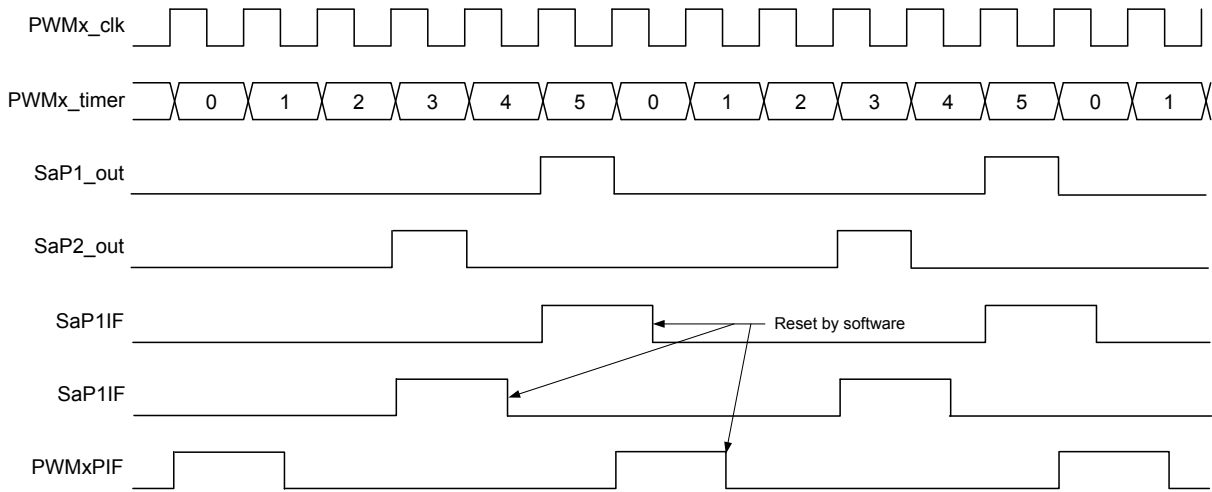 PWMx_clk
PWMx_timer 0 1 2 3 4 5 0 1 2 3 4 5 0 1
SaP1_out
SaP2_out
SaP1IF
Reset by software
SaP1IF
PWMxPIF